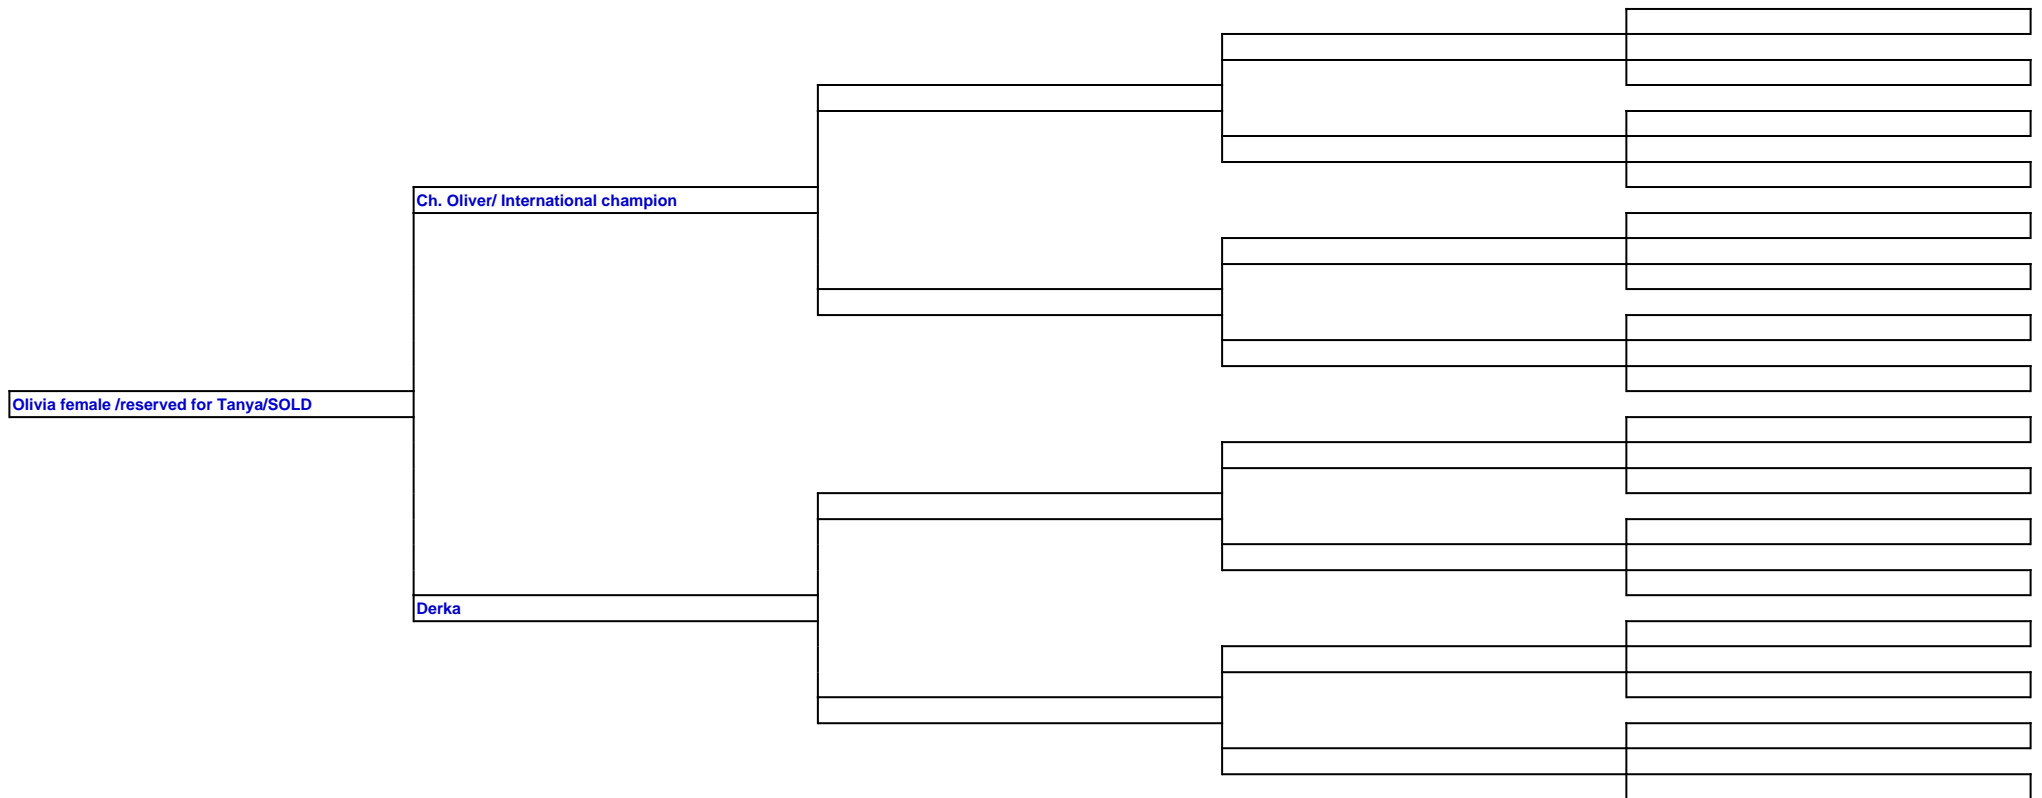 Ch. Oliver/ International champion
Olivia female /reserved for Tanya/SOLD
Derka